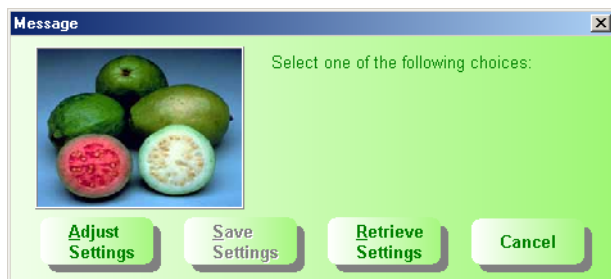 Message
Select one of the following choices:
Adjust
Settings
Save
Settings
Retrieve
Settings
Cancel